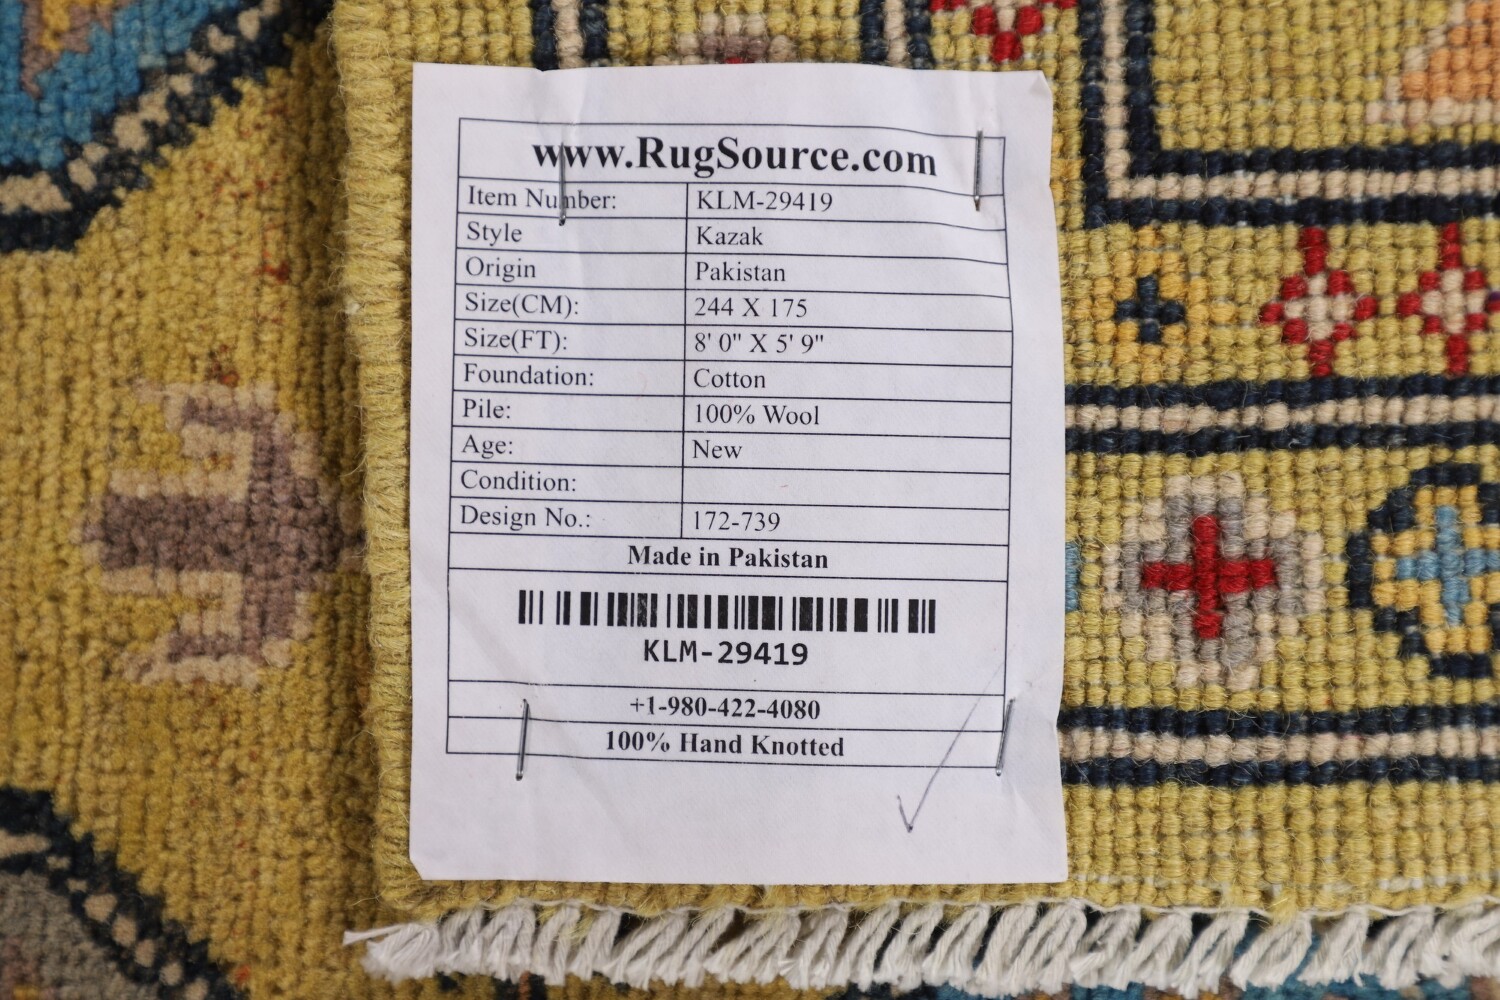 www.RugSource.com
Item Number: KLM-29419
Style Kazak
Origin Pakistan
Size(CM): 244 X 175
Size(FT): 8' 0" X 5' 9"
Foundation: Cotton
Pile: 100% Wool
Age: New
Condition:
Design No.: 172-739
Made in Pakistan
KLM-29419
+1-980-422-4080
100% Hand Knotted